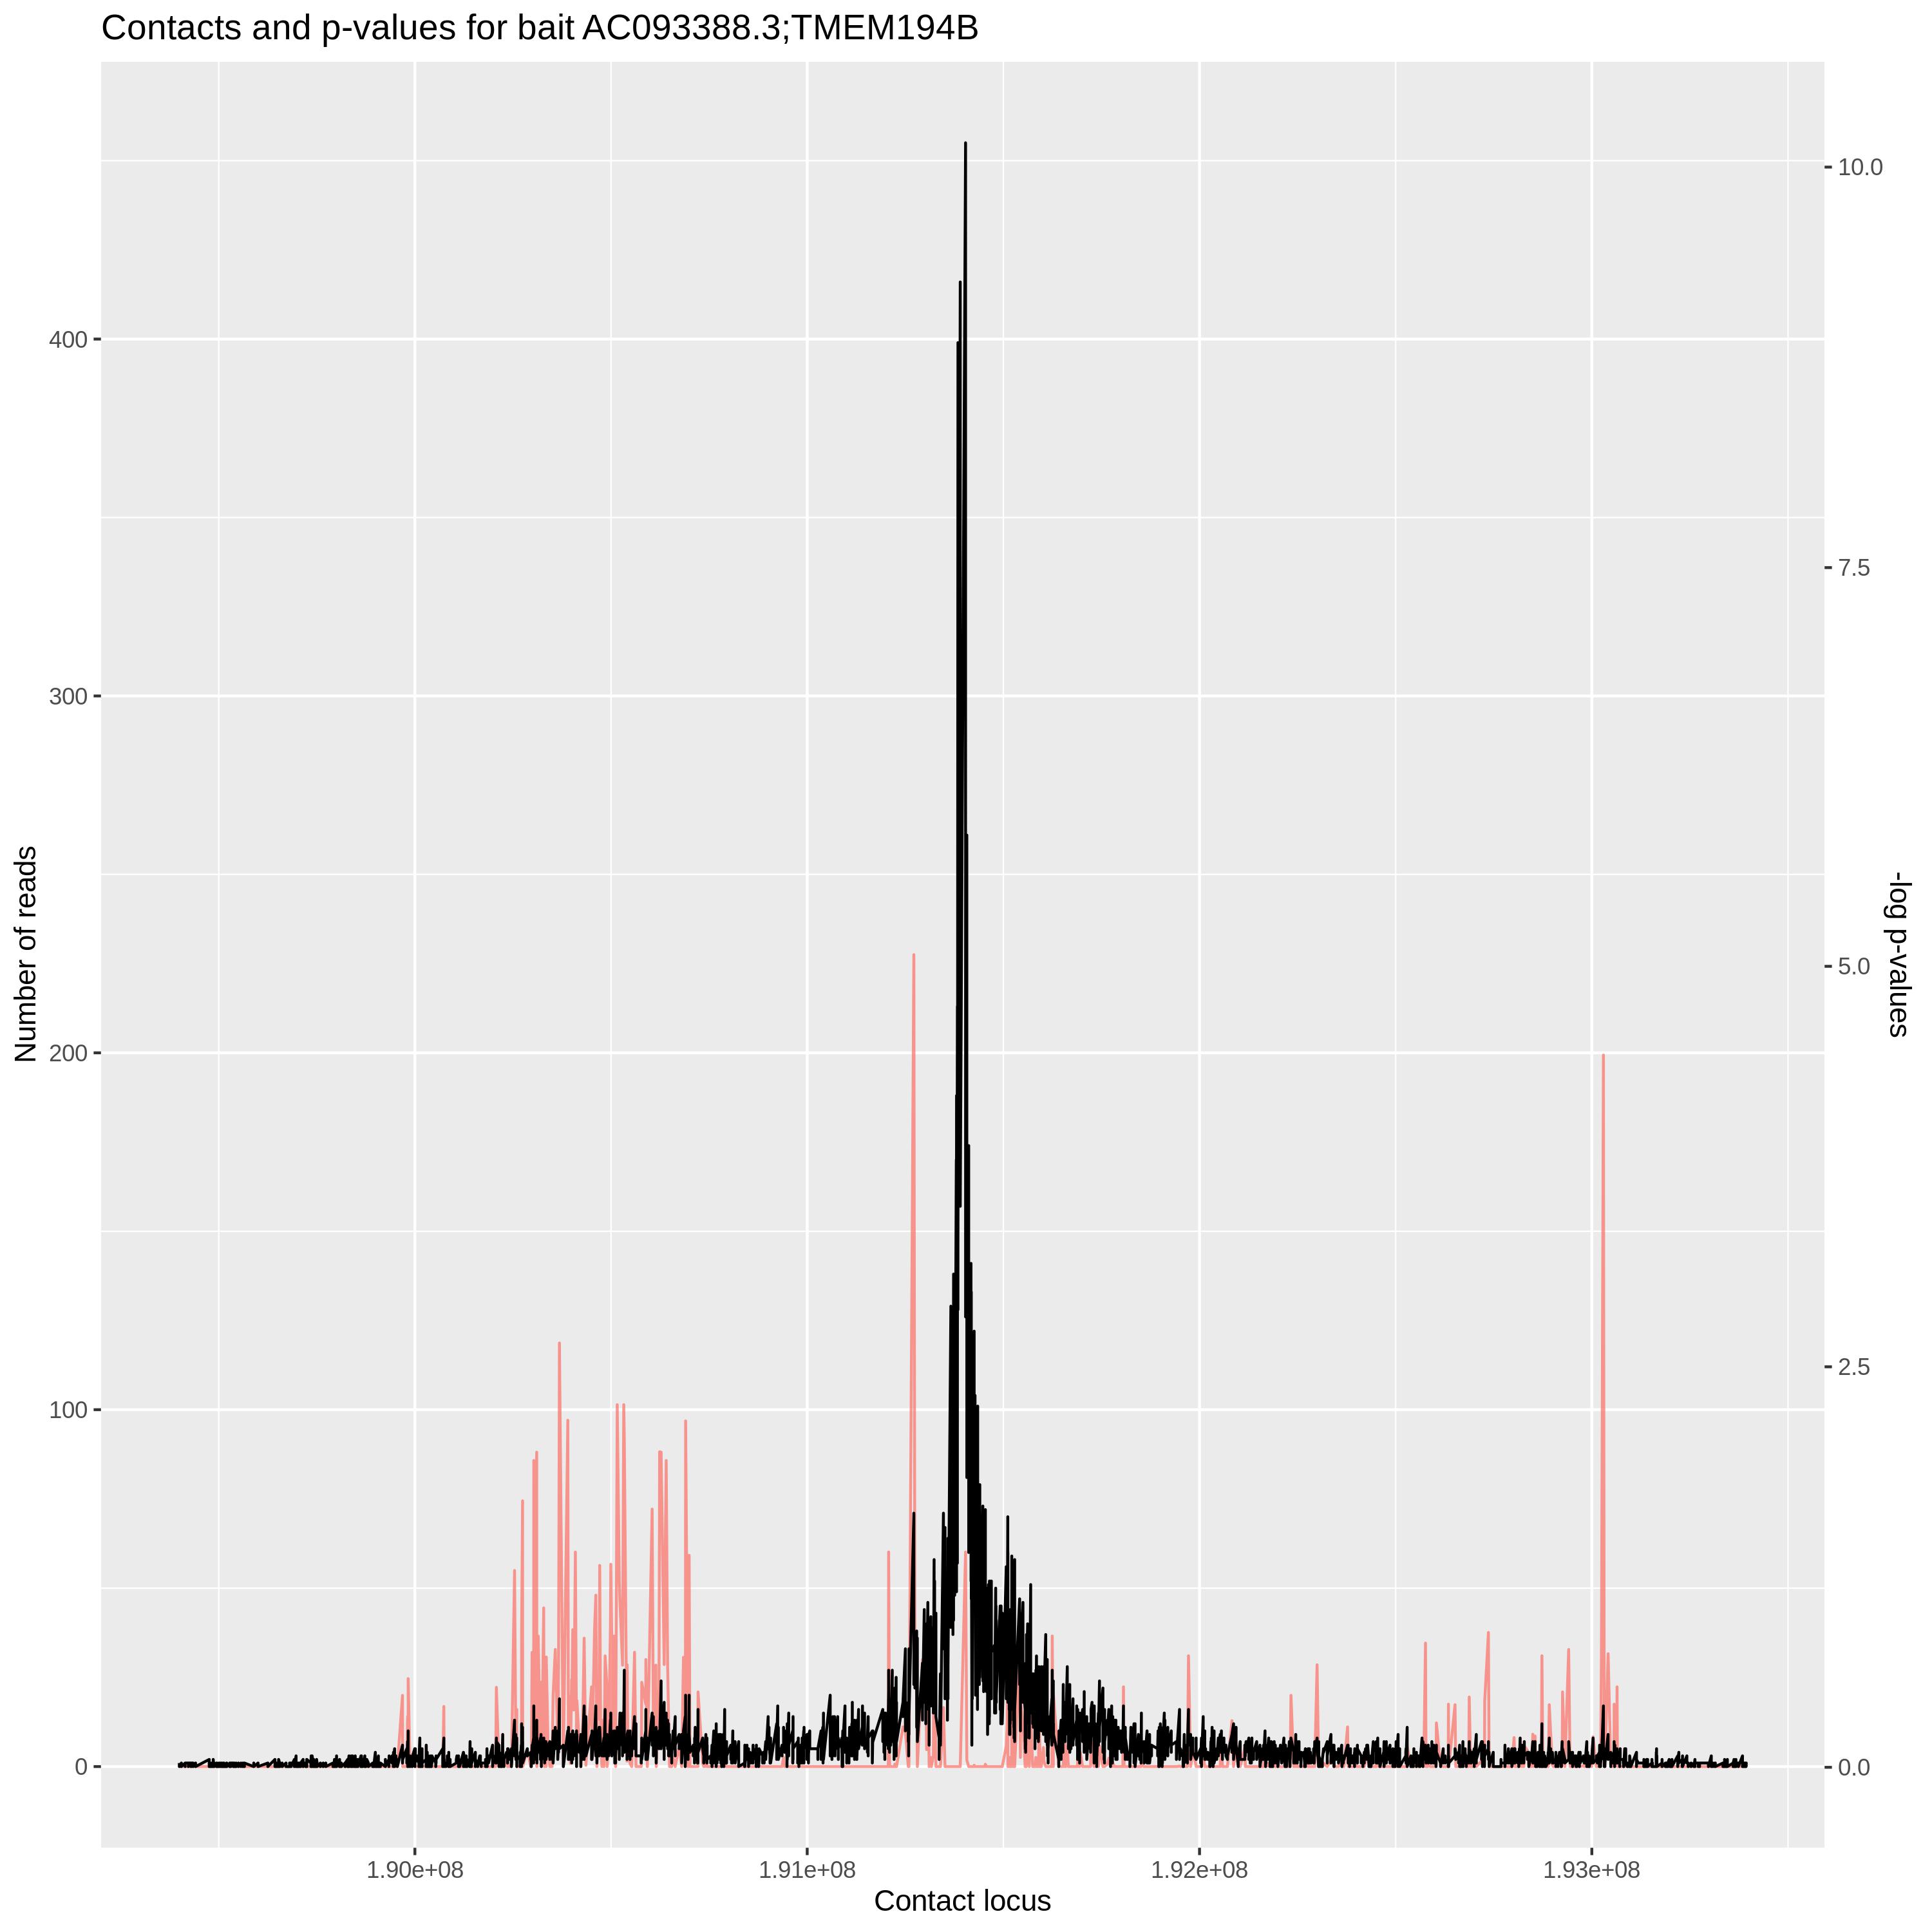 Contacts and p-values for bait AC093388.3;TMEM194B
Number of reads
400
300
200
100
0
10.0
7.5
5.0
2.5
0.0
-log p-values
1.90e+08 1.91e+08 1.92e+08 1.93e+08
Contact locus